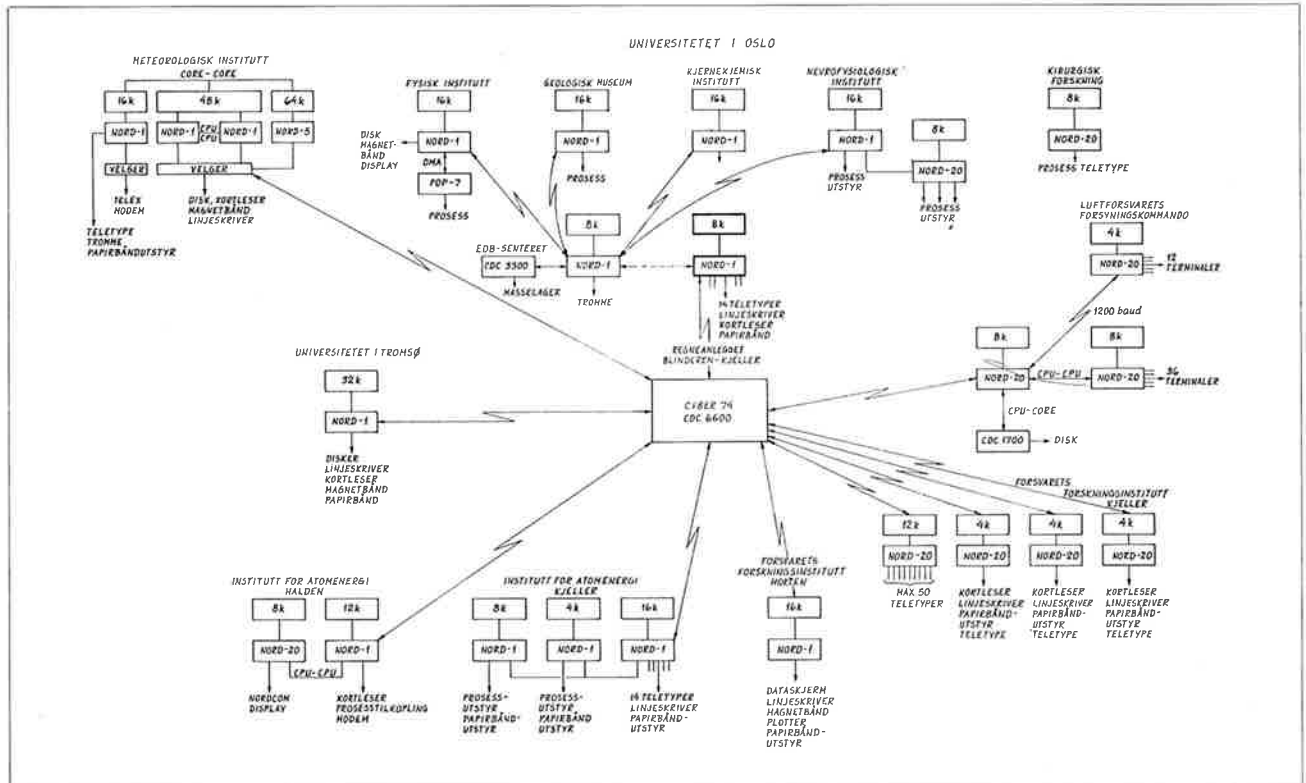 UNIVERSITETET I OSLO
METEOROLOGISK INSTITUTT
CORE-CORE
16k
48k
64k
NORD-1
NORD-1
CPU
CPU
NORD-1
NORD-5
VELGER
VELGER
TELEX
MODEM
DISK, KORTLESER
MAGNETBÅND
LINJESKRIVER
TELETYPE
TROMME
PAPIRBÅNDUTSTYR
FYSISK INSTITUTT
16k
NORD-1
DISK
MAGNET-
BÅND
DISPLAY
DMA
PDP-7
PROSESS
GEOLOGISK MUSEUM
16k
NORD-1
PROSESS
KJERNEKJEMISK
INSTITUTT
16k
NORD-1
NEVROFYSIOLOGISK
INSTITUTT
16k
NORD-1
PROSESS
UTSTYR
8k
NORD-20
PROSESS
UTSTYR
KIRURGISK
FORSKNING
8k
NORD-20
PROSESS TELETYPE
EDB-SENTERET
CDC 3300
MASSELAGER
8k
NORD-1
TROMME
8k
NORD-1
14 TELETYPER
LINJESKRIVER
KORTLESER
PAPIRBÅND
REGNEANLEGGET
BLINDEREN-KJELLER
CYBER 74
CDC 6600
LUFTFORSVARETS
FORSYNINGSKOMMANDO
4k
NORD-20
12
TERMINALER
1200 baud
8k
NORD-20
CPU-CPU
8k
NORD-20
36
TERMINALER
CPU-CORE
CDC 1700
DISK
UNIVERSITETET I TROMSØ
32k
NORD-1
DISKER
LINJESKRIVER
KORTLESER
MAGNETBÅND
PAPIRBÅND
FORSVARETS
FORSKNINGSINSTITUTT
KJELLER
12k
NORD-20
MAX 50
TELETYPER
4k
NORD-20
KORTLESER
LINJESKRIVER
PAPIRBÅND-
UTSTYR
TELETYPE
4k
NORD-20
KORTLESER
LINJESKRIVER
PAPIRBÅND-
UTSTYR
TELETYPE
4k
NORD-20
KORTLESER
LINJESKRIVER
PAPIRBÅND-
UTSTYR
TELETYPE
INSTITUTT FOR ATOMENERGI
HALDEN
8k
NORD-20
CPU-CPU
12k
NORD-1
NORDCOM
DISPLAY
KORTLESER
PROSESSTILKOPLING
MODEM
INSTITUTT FOR ATOMENERGI
KJELLER
8k
NORD-1
PROSESS-
UTSTYR
PAPIRBÅND-
UTSTYR
4k
NORD-1
PROSESS-
UTSTYR
PAPIRBÅND
UTSTYR
16k
NORD-1
14 TELETYPER
LINJESKRIVER
PAPIRBÅND-
UTSTYR
FORSVARETS
FORSKNINGSINSTITUTT
HORTEN
16k
NORD-1
DATASKJERM
LINJESKRIVER
MAGNETBÅND
PLOTTER
PAPIRBÅND-
UTSTYR